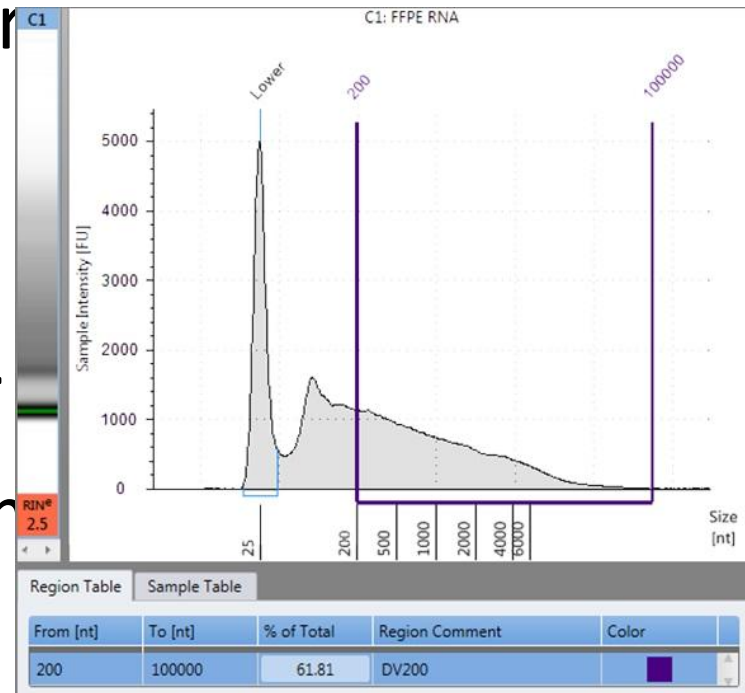 C1
C1: FFPE RNA
Lower
200
100000
Sample Intensity [FU]
5000
4000
3000
2000
1000
0
25
200
500
1000
2000
4000
6000
Size
[nt]
RINe
2.5
Region Table
Sample Table
From [nt] To [nt] % of Total Region Comment Color
200 100000 61.81 DV200